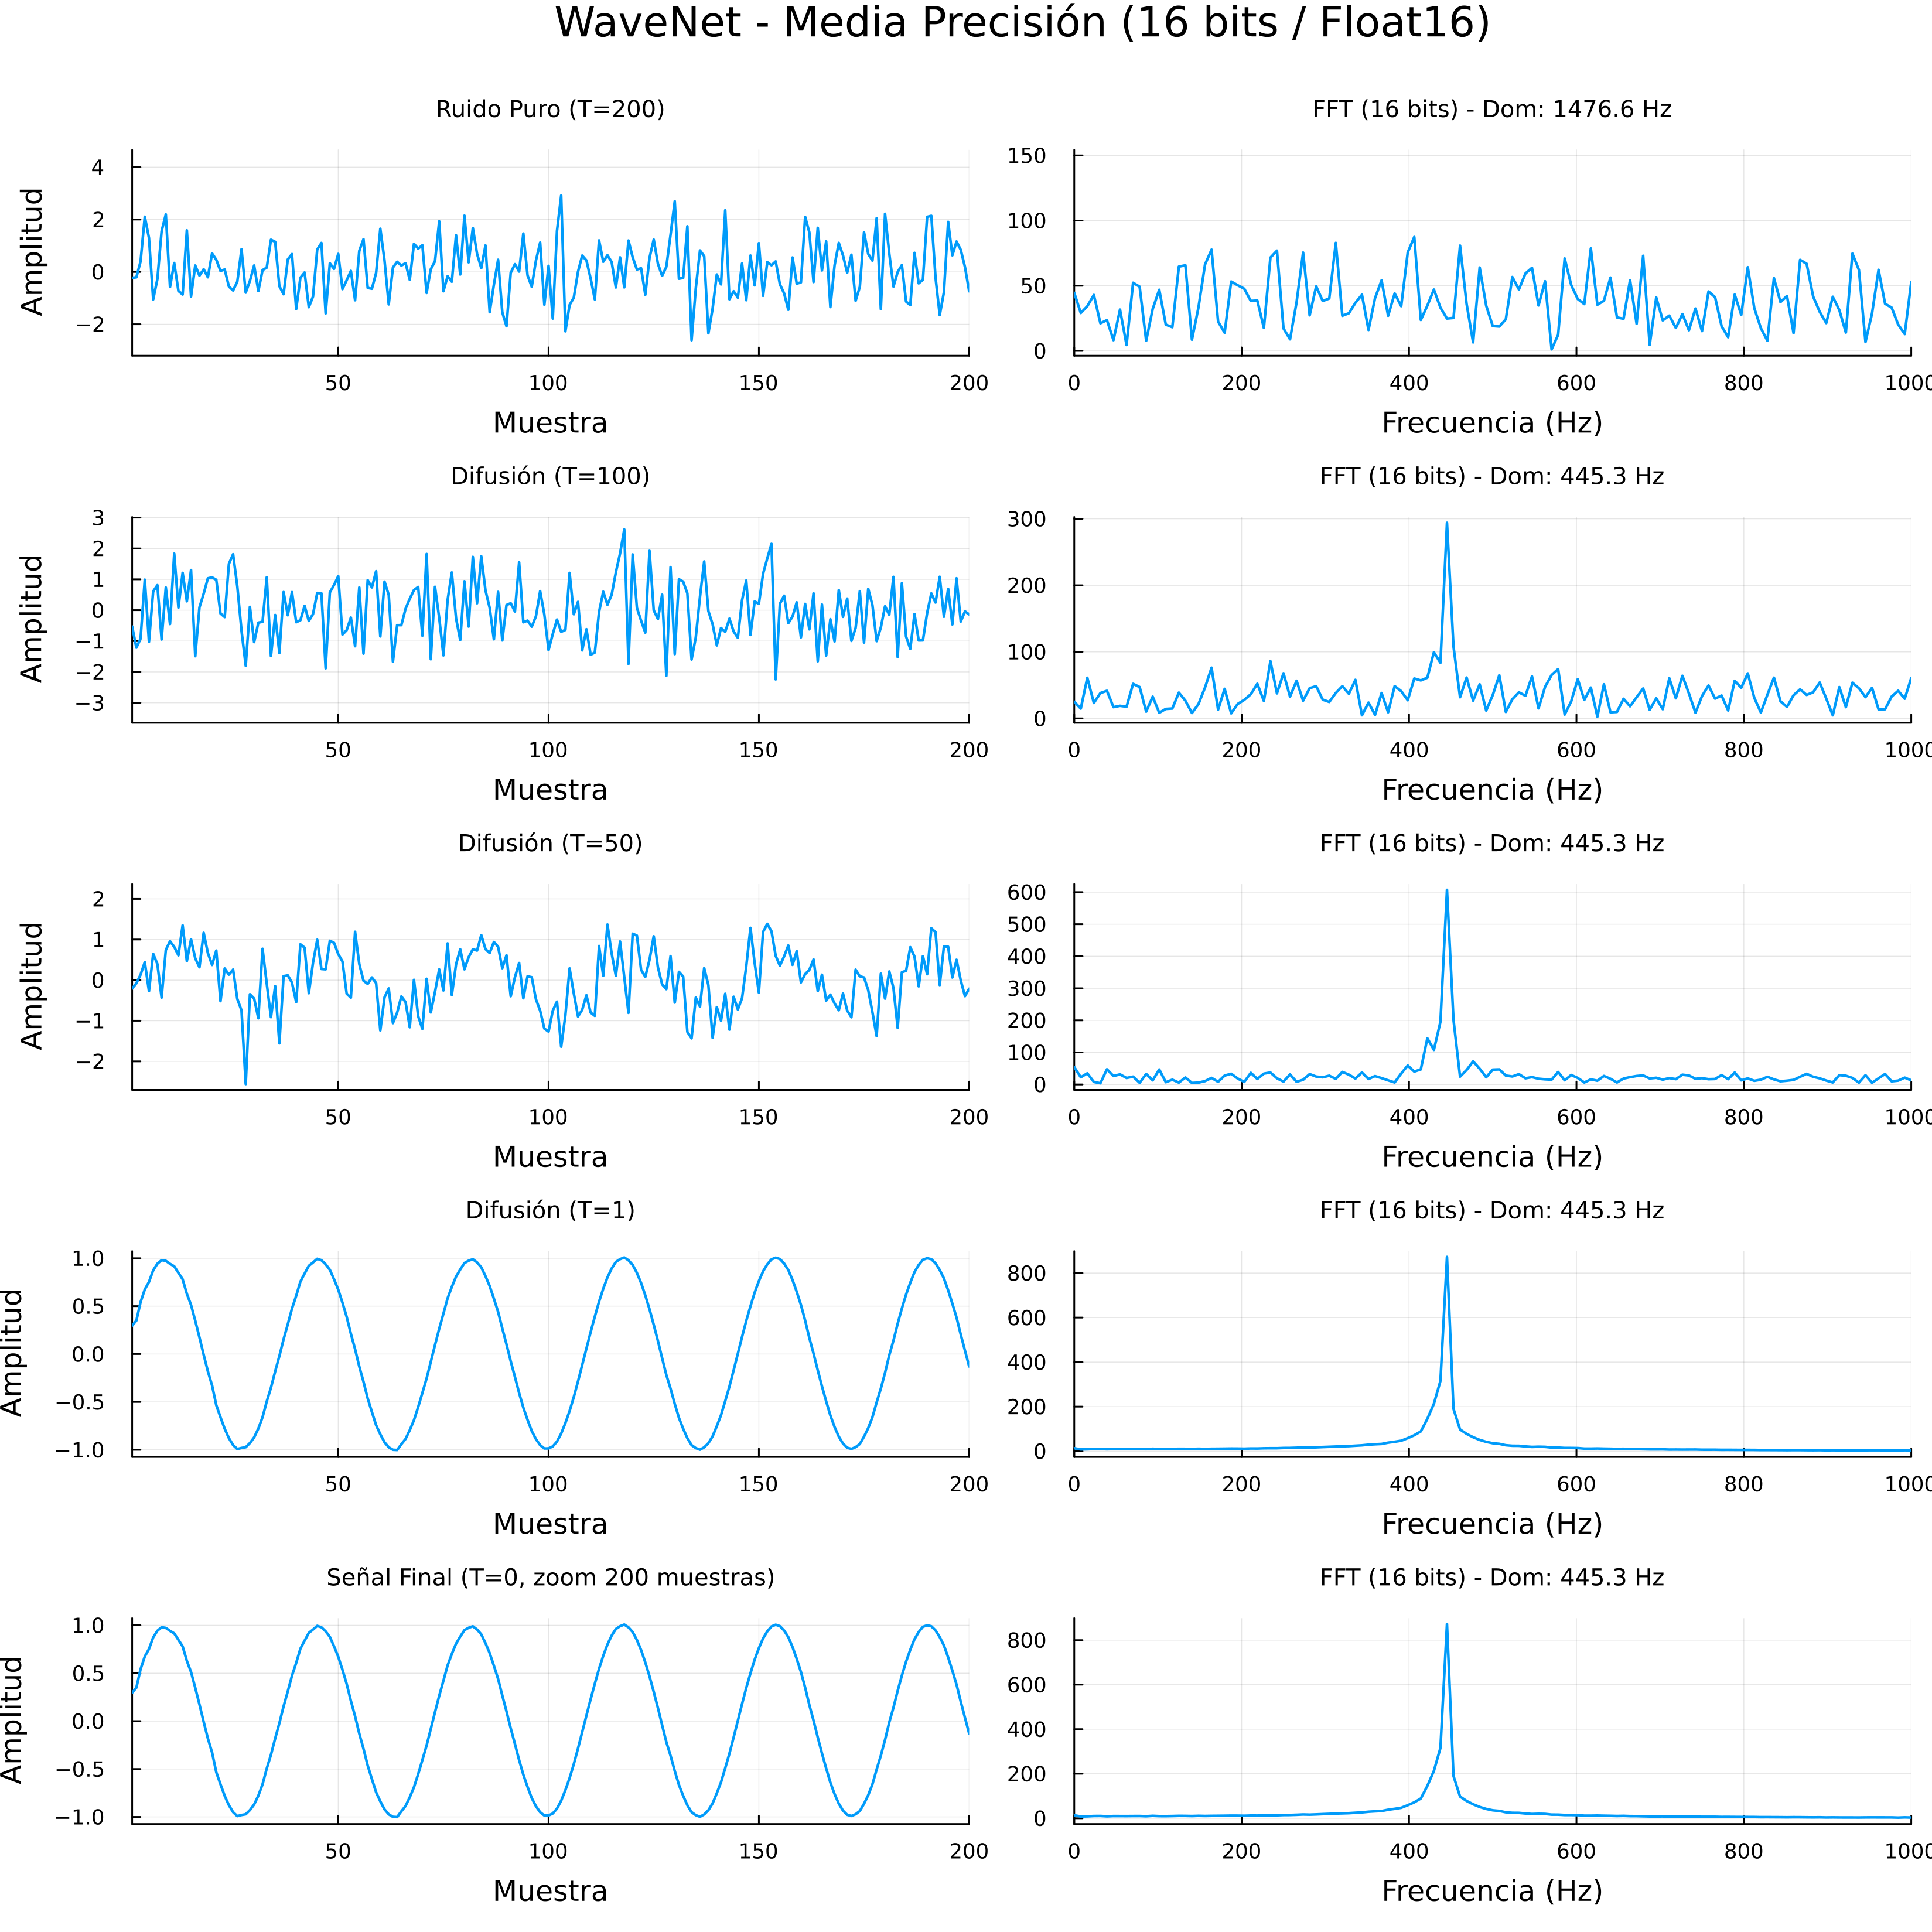 WaveNet - Media Precisión (16 bits / Float16)
Ruido Puro (T=200)
Amplitud
4
2
0
−2
50 100 150 200
Muestra
FFT (16 bits) - Dom: 1476.6 Hz
150
100
50
0
0 200 400 600 800 1000
Frecuencia (Hz)
Difusión (T=100)
Amplitud
3
2
1
0
−1
−2
−3
50 100 150 200
Muestra
FFT (16 bits) - Dom: 445.3 Hz
300
200
100
0
0 200 400 600 800 1000
Frecuencia (Hz)
Difusión (T=50)
Amplitud
2
1
0
−1
−2
50 100 150 200
Muestra
FFT (16 bits) - Dom: 445.3 Hz
600
500
400
300
200
100
0
0 200 400 600 800 1000
Frecuencia (Hz)
Difusión (T=1)
Amplitud
1.0
0.5
0.0
−0.5
−1.0
50 100 150 200
Muestra
FFT (16 bits) - Dom: 445.3 Hz
800
600
400
200
0
0 200 400 600 800 1000
Frecuencia (Hz)
Señal Final (T=0, zoom 200 muestras)
Amplitud
1.0
0.5
0.0
−0.5
−1.0
50 100 150 200
Muestra
FFT (16 bits) - Dom: 445.3 Hz
800
600
400
200
0
0 200 400 600 800 1000
Frecuencia (Hz)